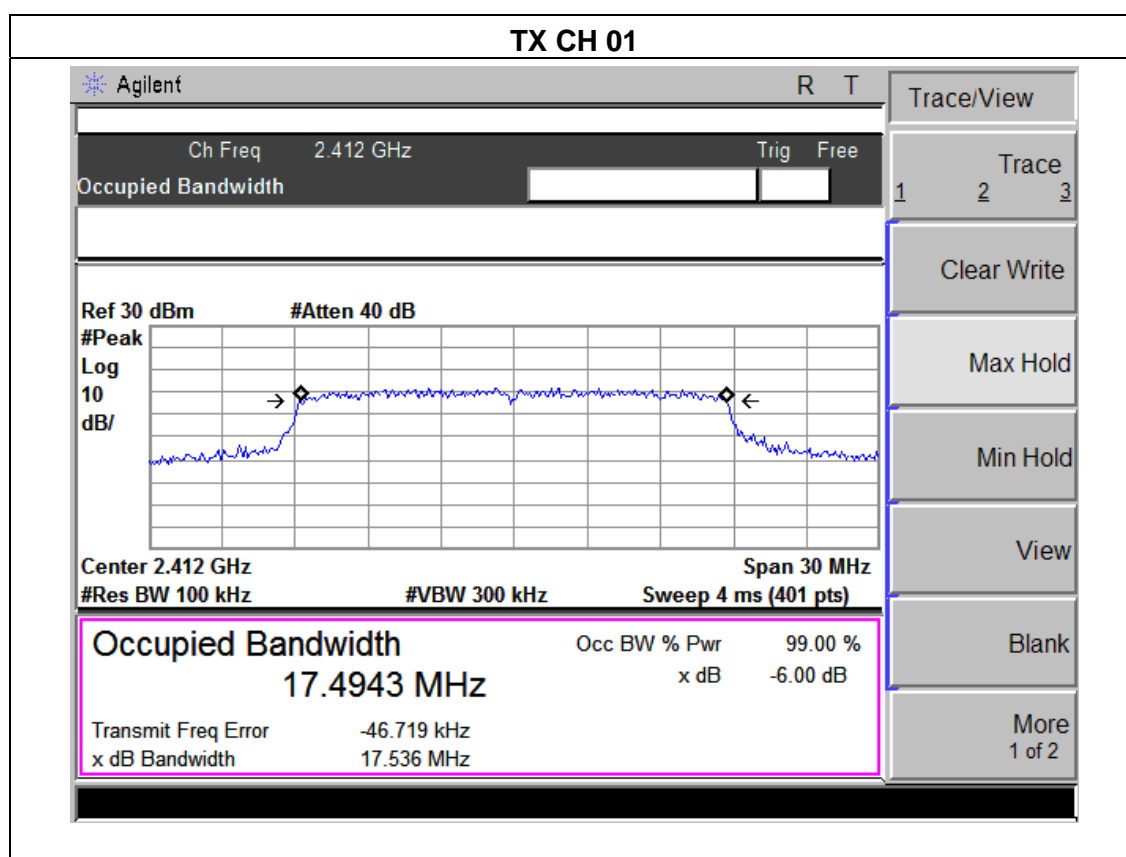 TX CH 01
Agilent R T
Trace/View
Ch Freq 2.412 GHz Trig Free
Occupied Bandwidth
Trace
1 2 3
Clear Write
Ref 30 dBm #Atten 40 dB
#Peak
Log
10
dB/
Max Hold
Min Hold
View
Center 2.412 GHz Span 30 MHz
#Res BW 100 kHz #VBW 300 kHz Sweep 4 ms (401 pts)
Occupied Bandwidth Occ BW % Pwr 99.00 %
17.4943 MHz x dB -6.00 dB
Blank
Transmit Freq Error -46.719 kHz
x dB Bandwidth 17.536 MHz
More
1 of 2